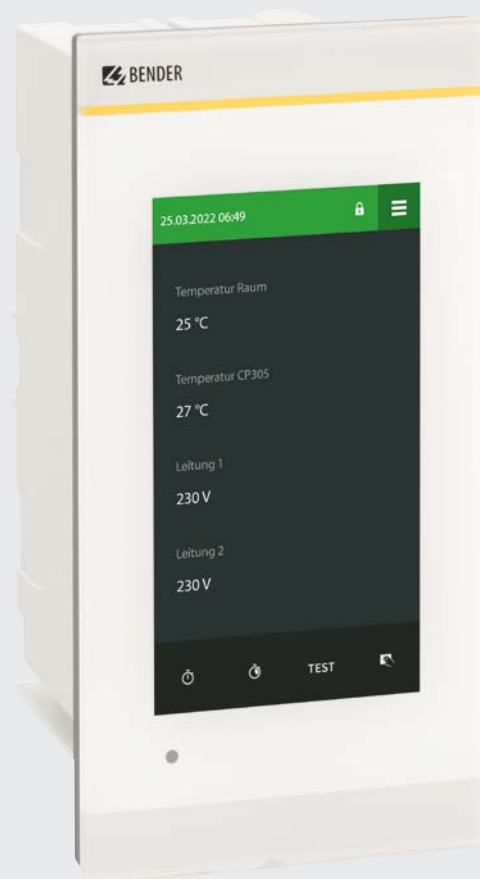 BENDER
25.03.2022 06:49
Temperatur Raum
25 °C
Temperatur CP305
27 °C
Leitung 1
230 V
Leitung 2
230 V
TEST